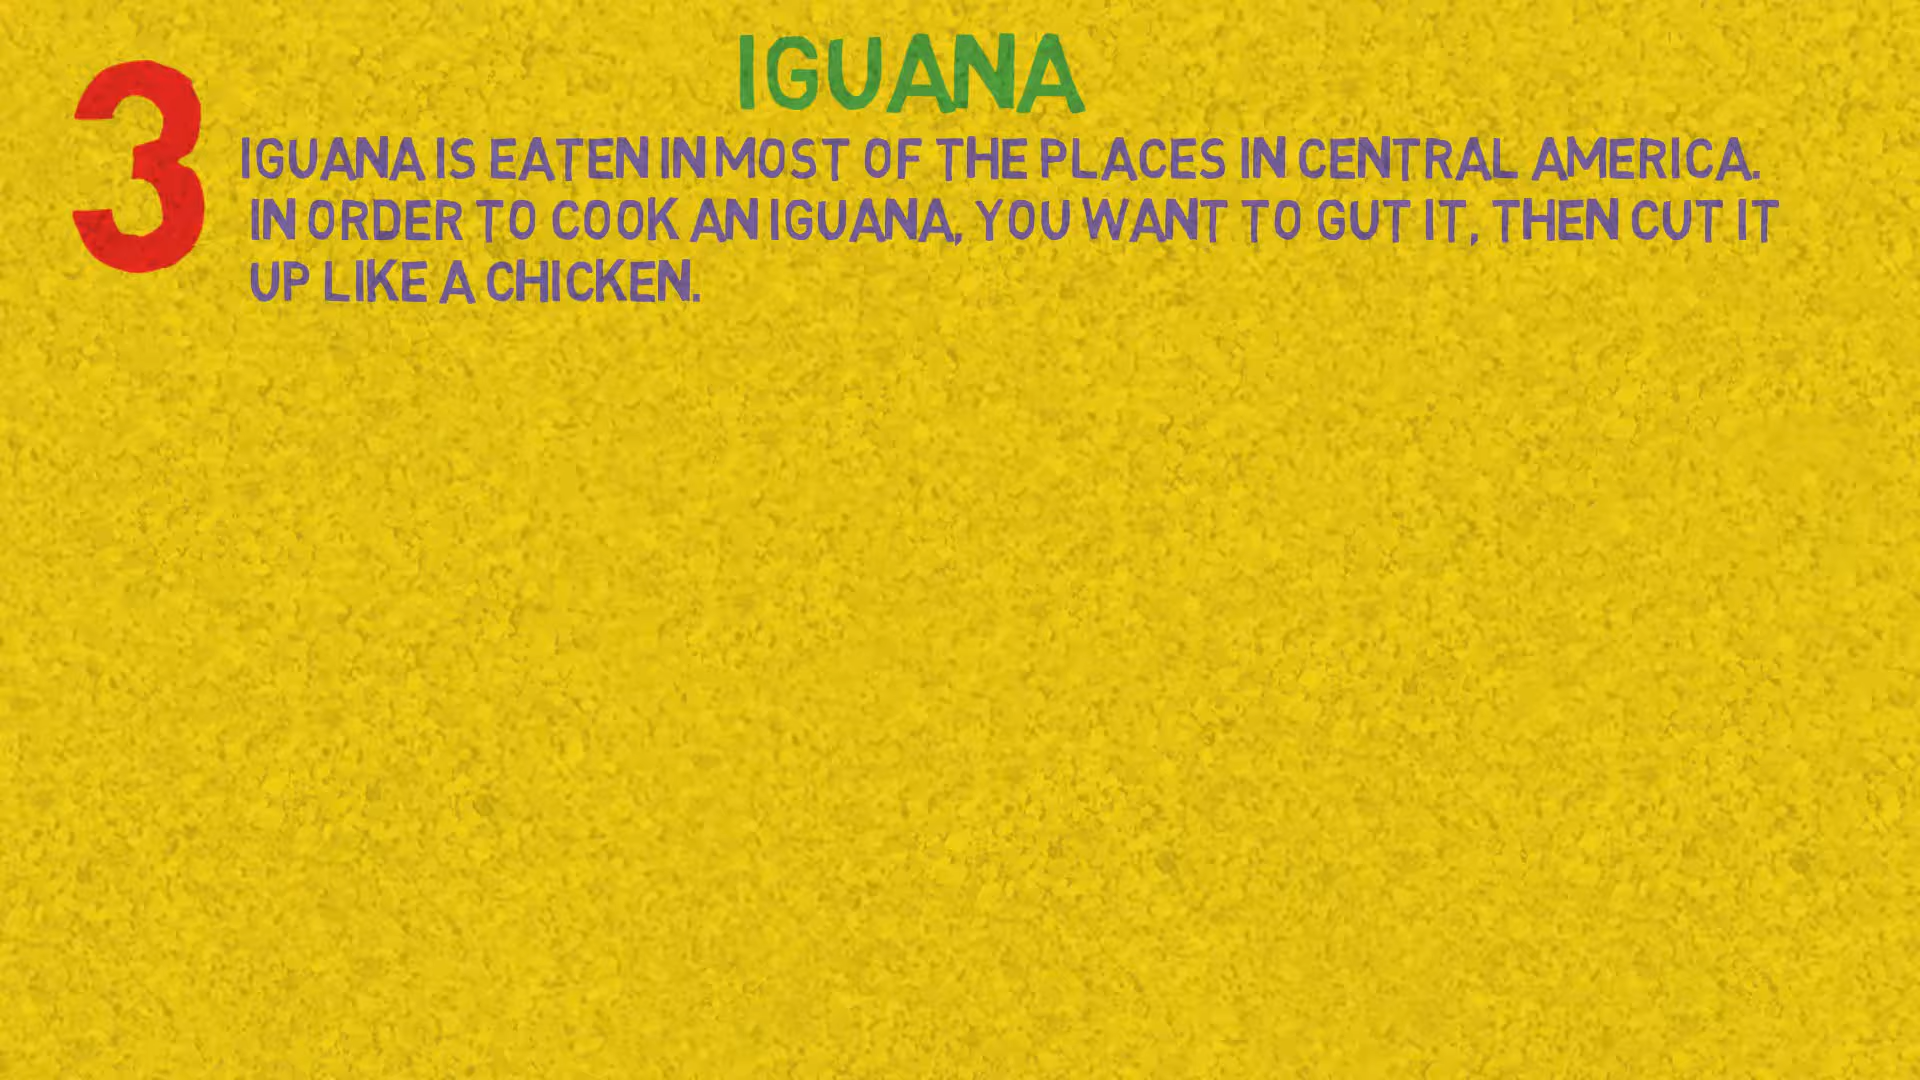 IGUANA
3
IGUANA IS EATEN IN MOST OF THE PLACES IN CENTRAL AMERICA.
IN ORDER TO COOK AN IGUANA, YOU WANT TO GUT IT, THEN CUT IT
UP LIKE A CHICKEN.